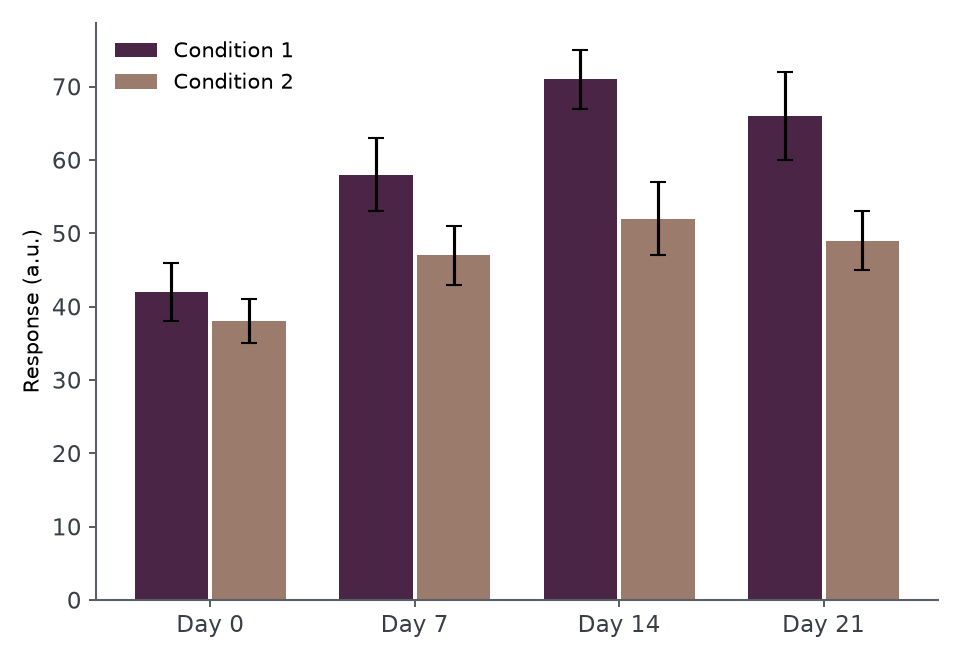 Condition 1
Condition 2
Response (a.u.)
70
60
50
40
30
20
10
0
Day 0
Day 7
Day 14
Day 21